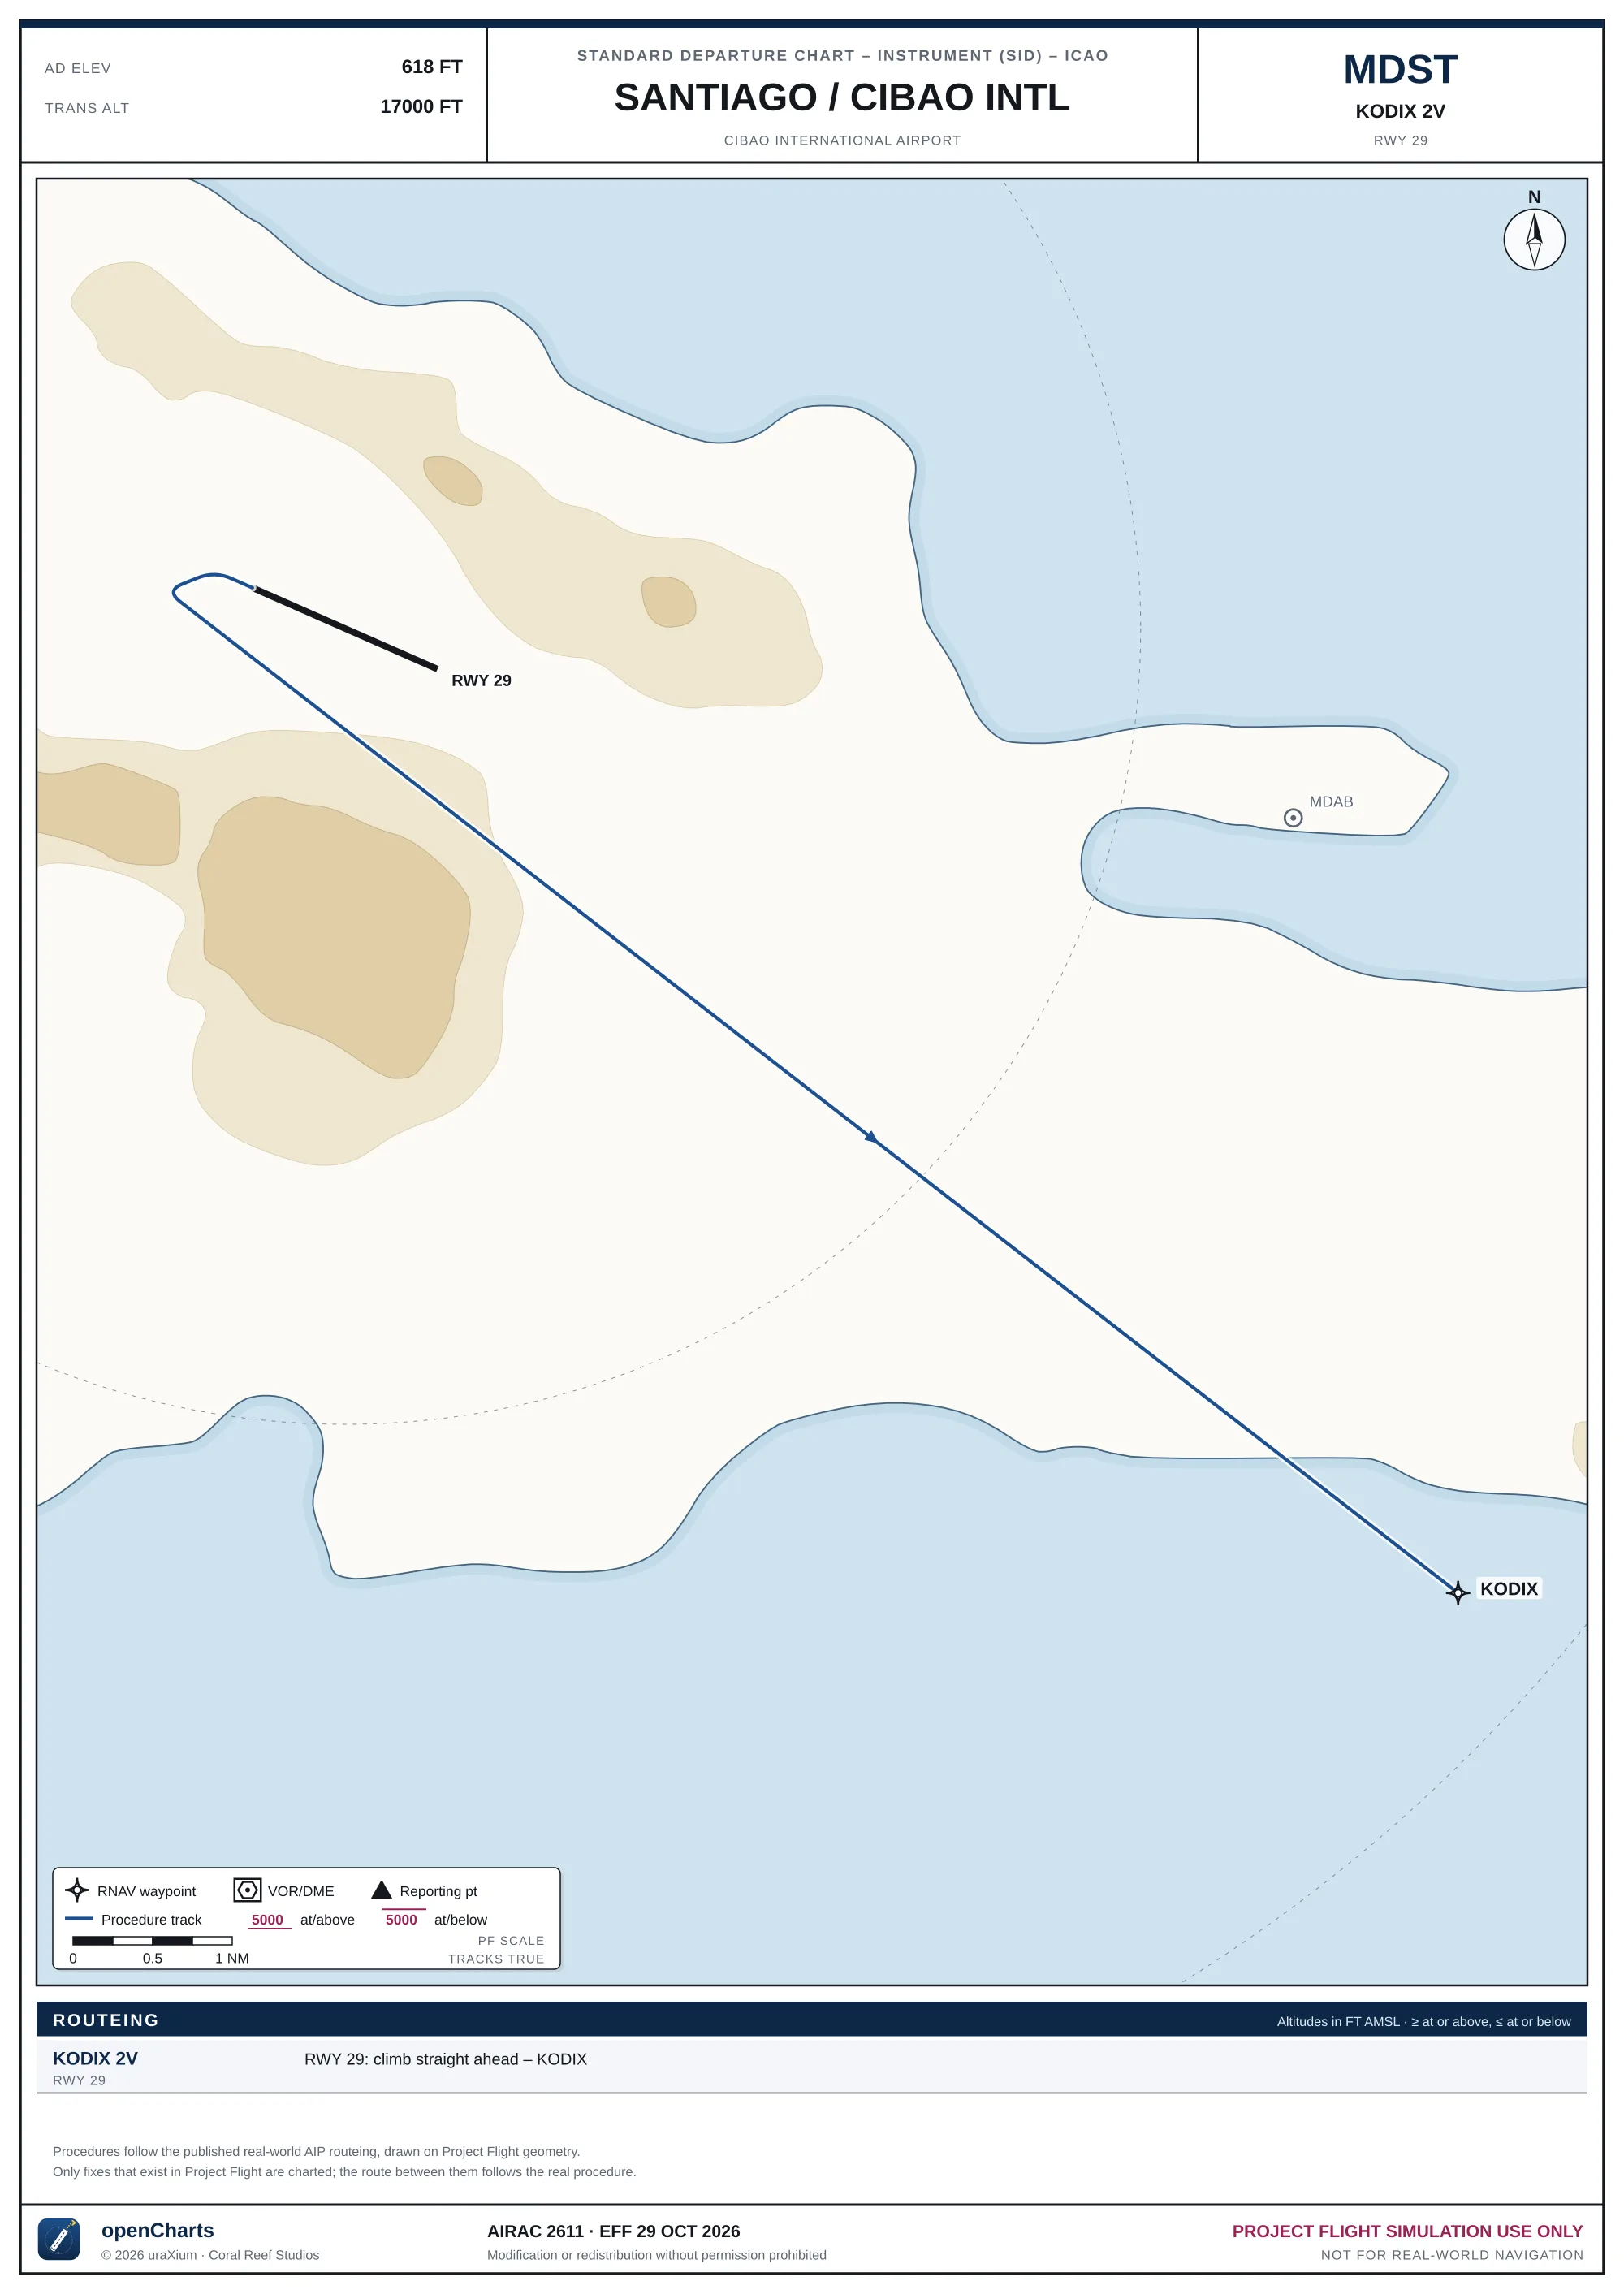 AD ELEV 618 FT
TRANS ALT 17000 FT
STANDARD DEPARTURE CHART – INSTRUMENT (SID) – ICAO
SANTIAGO / CIBAO INTL
CIBAO INTERNATIONAL AIRPORT
MDST
KODIX 2V
RWY 29
N
RWY 29
MDAB
KODIX
RNAV waypoint VOR/DME Reporting pt
Procedure track 5000 at/above 5000 at/below
PF SCALE
0 0.5 1 NM TRACKS TRUE
ROUTEING Altitudes in FT AMSL · ≥ at or above, ≤ at or below
KODIX 2V RWY 29: climb straight ahead – KODIX
RWY 29
Procedures follow the published real-world AIP routeing, drawn on Project Flight geometry.
Only fixes that exist in Project Flight are charted; the route between them follows the real procedure.
openCharts AIRAC 2611 · EFF 29 OCT 2026 PROJECT FLIGHT SIMULATION USE ONLY
© 2026 uraXium · Coral Reef Studios Modification or redistribution without permission prohibited NOT FOR REAL-WORLD NAVIGATION